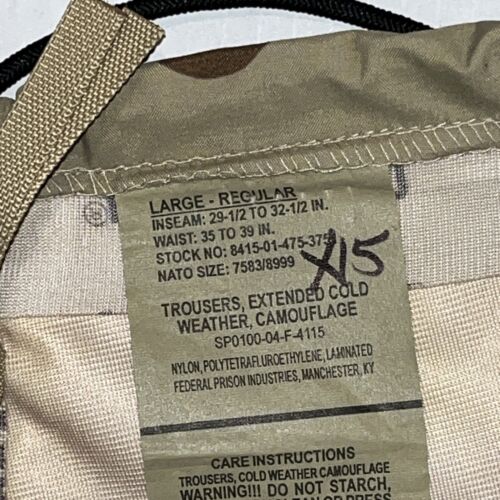 LARGE - REGULAR
INSEAM: 29-1/2 TO 32-1/2 IN.
WAIST: 35 TO 39 IN.
STOCK NO: 8415-01-475-375
NATO SIZE: 7583/8999
X15
TROUSERS, EXTENDED COLD
WEATHER, CAMOUFLAGE
SP0100-04-F-4115
NYLON, POLYTETRAFLUROETHYLENE, LAMINATED
FEDERAL PRISON INDUSTRIES, MANCHESTER, KY
CARE INSTRUCTIONS
TROUSERS, COLD WEATHER CAMOUFLAGE
WARNING!!! DO NOT STARCH,